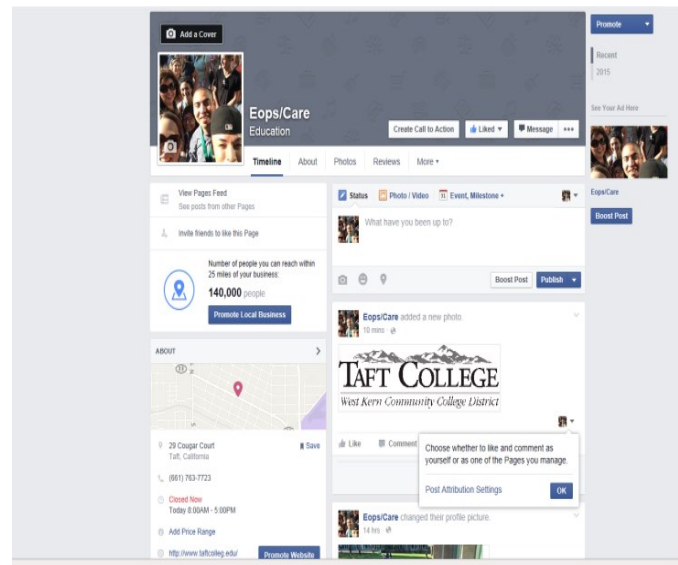 Add a Cover
Eops/Care
Education
Create Call to Action
Liked
Message
Timeline About Photos Reviews More
Promote
Recent
2015
See Your Ad Here
Eops/Care
Boost Post
View Pages Feed
See posts from other Pages
Invite friends to like this Page
Number of people you can reach within
25 miles of your business:
140,000 people
Promote Local Business
ABOUT
29 Cougar Court
Taft, California
Save
(661) 763-7723
Closed Now
Today 8:00AM - 5:00PM
Add Price Range
http://www.taftcolleg.edu/
Promote Website
Status Photo / Video Event, Milestone +
What have you been up to?
Boost Post Publish
Eops/Care added a new photo.
10 mins
TAFT COLLEGE
West Kern Community College District
Like Comment
Choose whether to like and comment as
yourself or as one of the Pages you manage.
Post Attribution Settings OK
Eops/Care changed their profile picture.
14 hrs